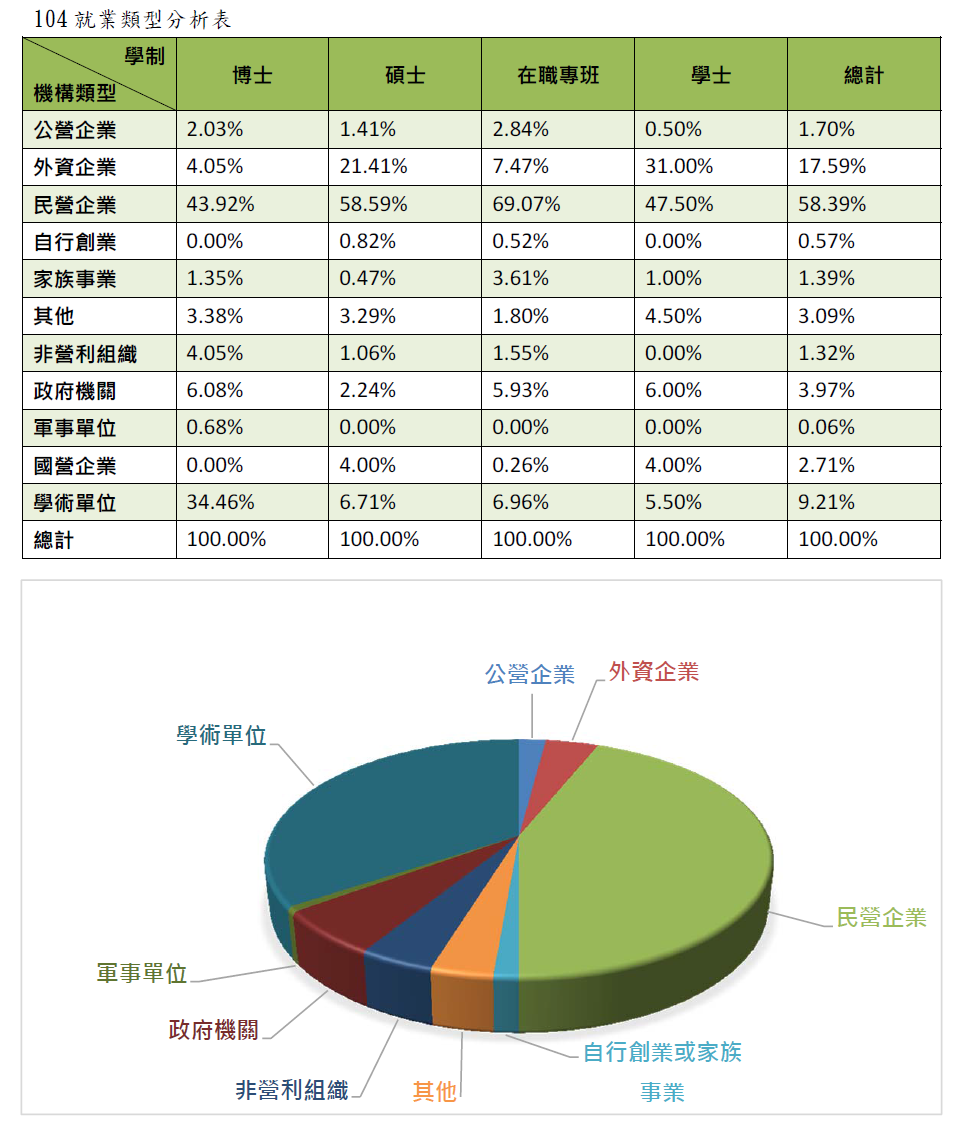 104 就業類型分析表
學制
機構類型 博士 碩士 在職專班 學士 總計
公營企業 2.03% 1.41% 2.84% 0.50% 1.70%
外資企業 4.05% 21.41% 7.47% 31.00% 17.59%
民營企業 43.92% 58.59% 69.07% 47.50% 58.39%
自行創業 0.00% 0.82% 0.52% 0.00% 0.57%
家族事業 1.35% 0.47% 3.61% 1.00% 1.39%
其他 3.38% 3.29% 1.80% 4.50% 3.09%
非營利組織 4.05% 1.06% 1.55% 0.00% 1.32%
政府機關 6.08% 2.24% 5.93% 6.00% 3.97%
軍事單位 0.68% 0.00% 0.00% 0.00% 0.06%
國營企業 0.00% 4.00% 0.26% 4.00% 2.71%
學術單位 34.46% 6.71% 6.96% 5.50% 9.21%
總計 100.00% 100.00% 100.00% 100.00% 100.00%
公營企業
外資企業
學術單位
民營企業
軍事單位
政府機關
自行創業或家族
事業
非營利組織
其他